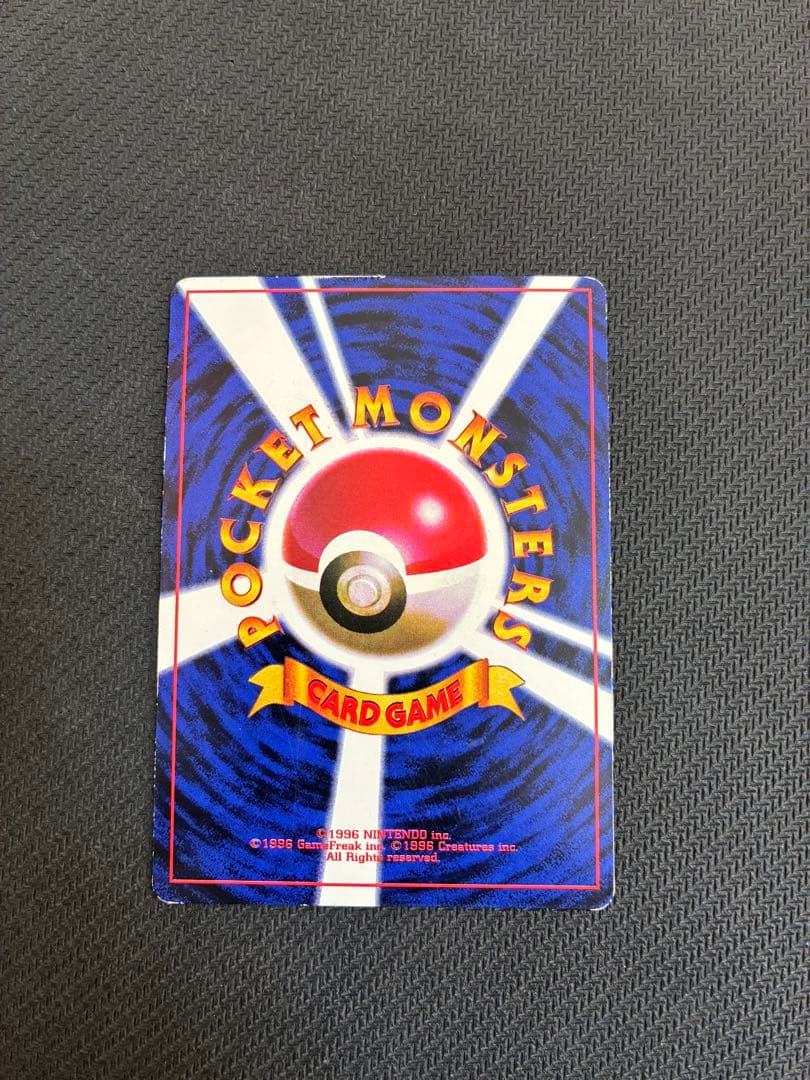 POCKET MONSTERS
CARD GAME
©1996 NINTENDO inc.
©1996 GameFreak inc. ©1996 Creatures inc.
All Rights reserved.